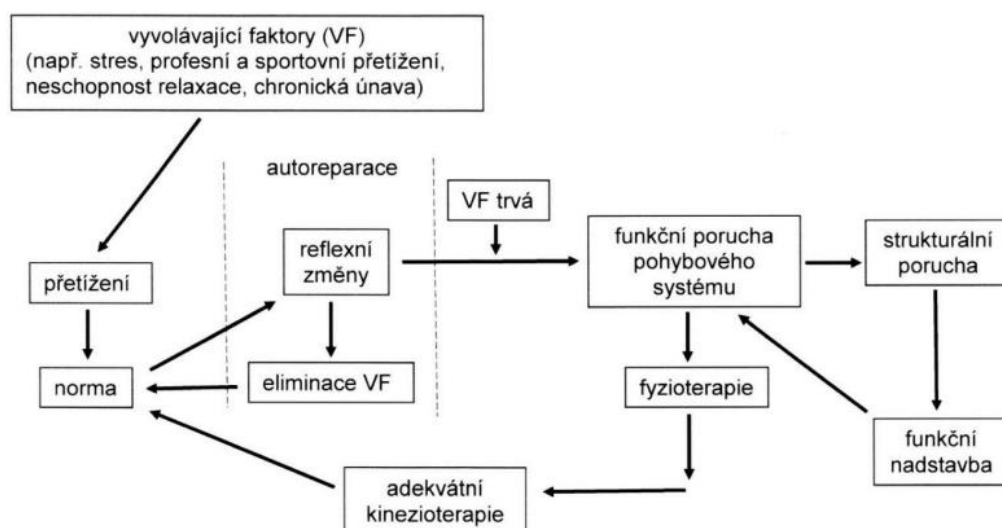 vyvolávající faktory (VF)
(např. stres, profesní a sportovní přetížení,
neschopnost relaxace, chronická únava)
autoreparace
VF trvá
reflexní
změny
funkční porucha
pohybového
systému
strukturální
porucha
přetížení
norma
eliminace VF
fyzioterapie
funkční
nadstavba
adekvátní
kinezioterapie